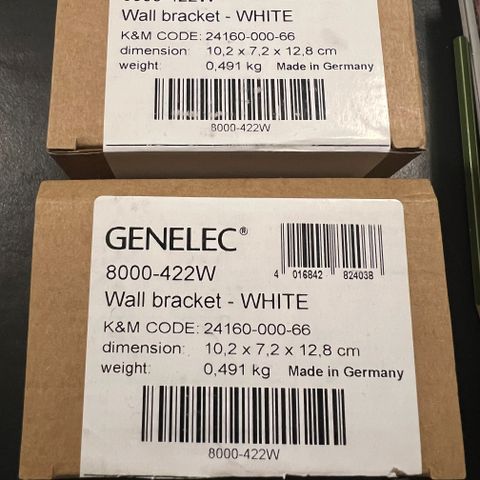 8000-422W
Wall bracket - WHITE
K&M CODE: 24160-000-66
dimension: 10,2 x 7,2 x 12,8 cm
weight: 0,491 kg Made in Germany
8000-422W
GENELEC®
8000-422W
4 016842 824038
Wall bracket - WHITE
K&M CODE: 24160-000-66
dimension: 10,2 x 7,2 x 12,8 cm
weight: 0,491 kg Made in Germany
8000-422W